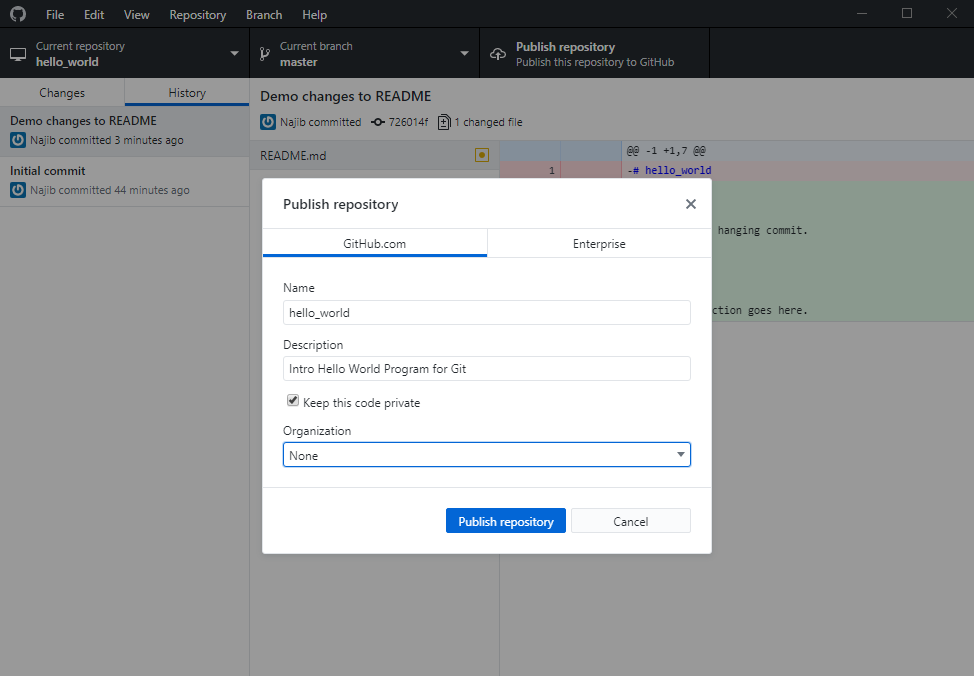 File Edit View Repository Branch Help
Current repository
hello_world
Current branch
master
Publish repository
Publish this repository to GitHub
Changes History
Demo changes to README
Najib committed 3 minutes ago
Initial commit
Najib committed 44 minutes ago
Demo changes to README
Najib committed 726014f 1 changed file
README.md
@@ -1 +1,7 @@
1 -# hello_world
hanging commit.
ction goes here.
Publish repository
GitHub.com Enterprise
Name
hello_world
Description
Intro Hello World Program for Git
Keep this code private
Organization
None
Publish repository Cancel